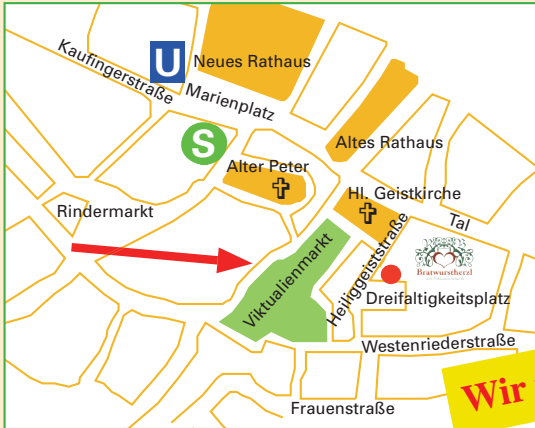 Kaufingerstraße
U
Neues Rathaus
Marienplatz
S
Altes Rathaus
Alter Peter
Hl. Geistkirche
Rindermarkt
Tal
Heiliggeiststraße
Bratwurstherzl
Viktualienmarkt
Dreifaltigkeitsplatz
Westenriederstraße
Wir
Frauenstraße